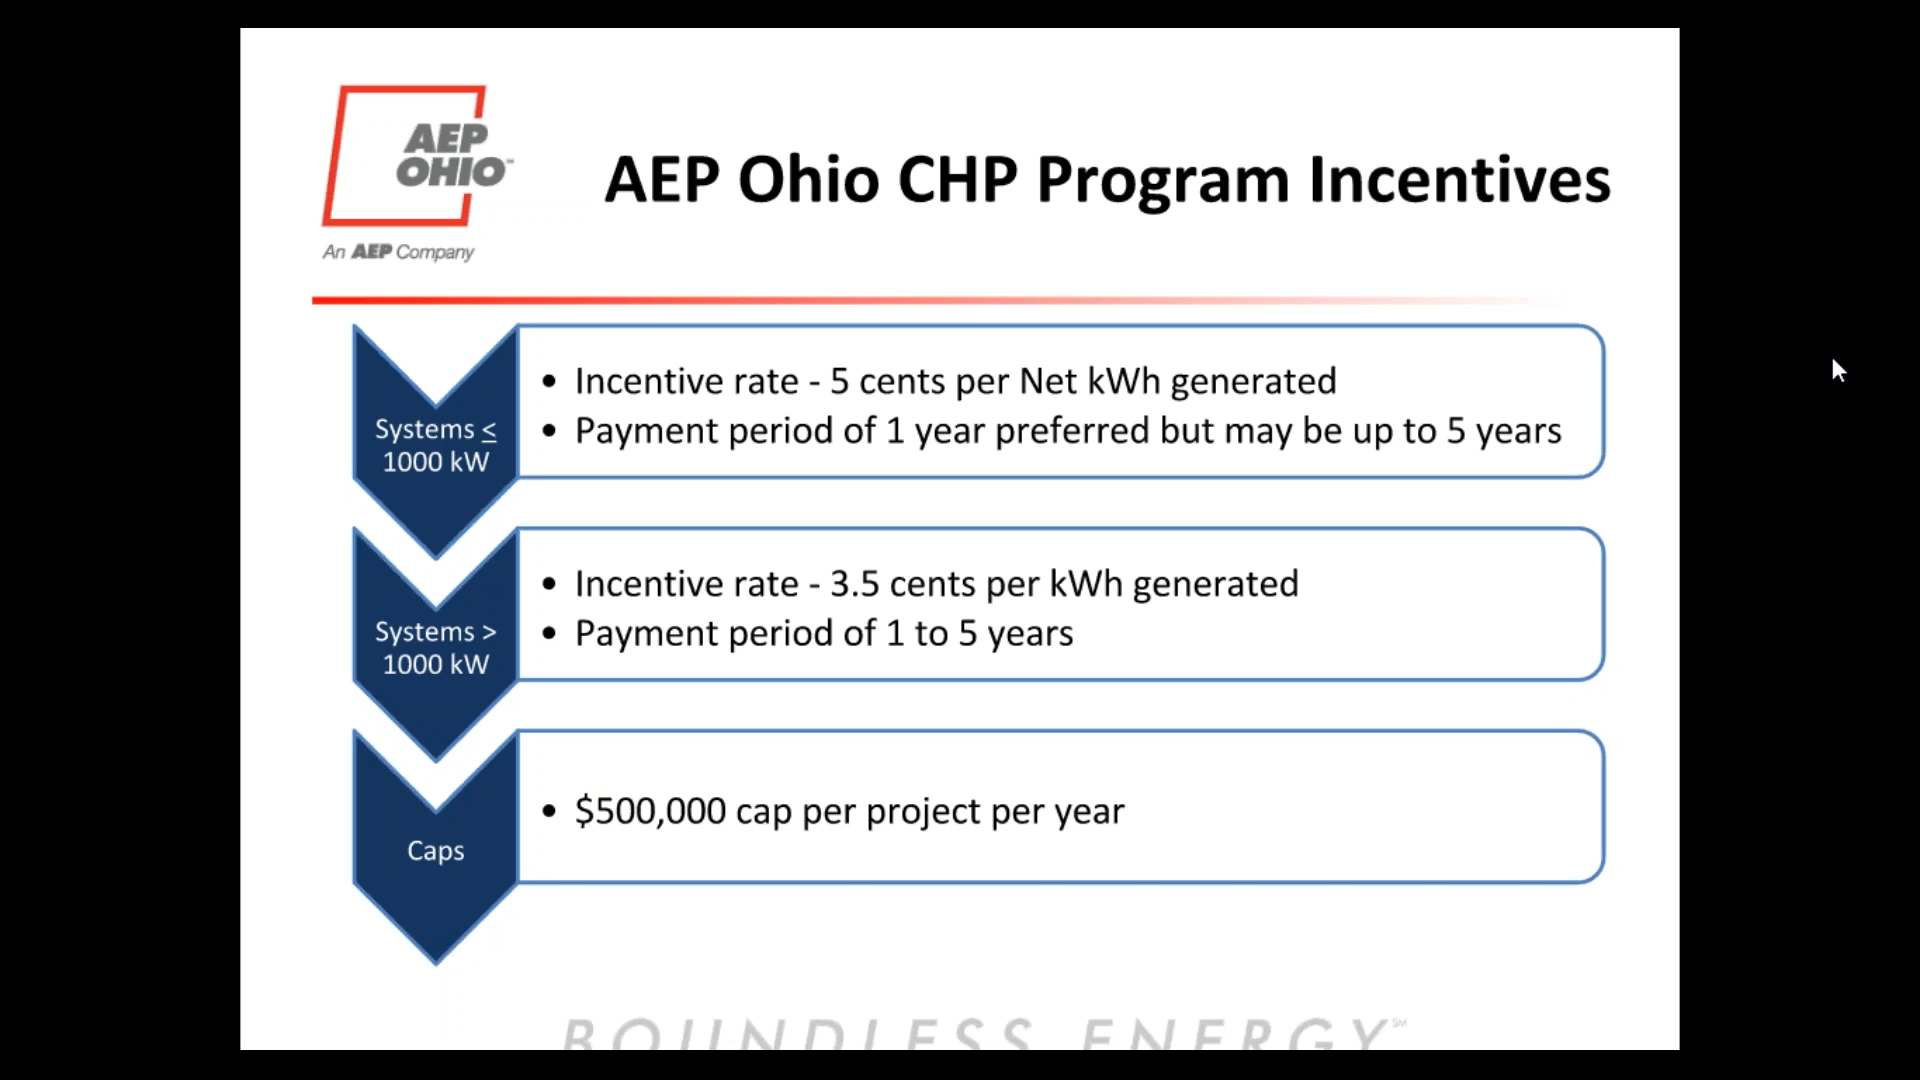 AEP
OHIO™
An AEP Company
AEP Ohio CHP Program Incentives
Systems ≤
1000 kW
• Incentive rate - 5 cents per Net kWh generated
• Payment period of 1 year preferred but may be up to 5 years
Systems >
1000 kW
• Incentive rate - 3.5 cents per kWh generated
• Payment period of 1 to 5 years
Caps
• $500,000 cap per project per year
BOUNDLESS ENERGY℠